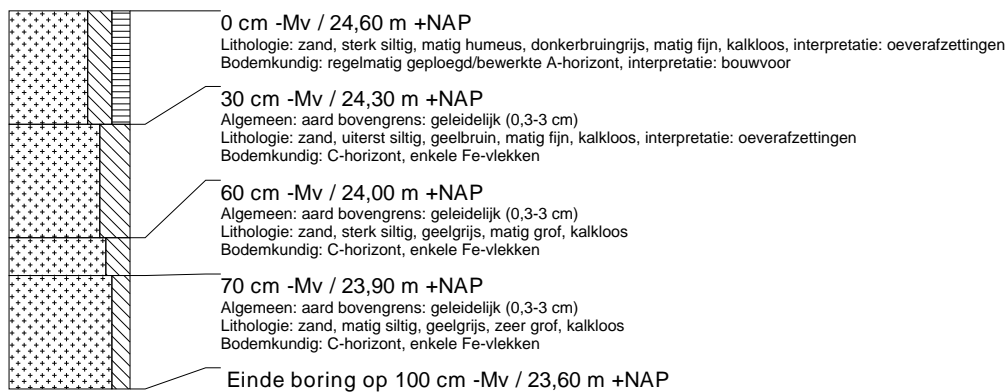 0 cm -Mv / 24,60 m +NAP
Lithologie: zand, sterk siltig, matig humeus, donkerbruingrijs, matig fijn, kalkloos, interpretatie: oeverafzettingen
Bodemkundig: regelmatig geploegd/bewerkte A-horizont, interpretatie: bouwvoor
30 cm -Mv / 24,30 m +NAP
Algemeen: aard bovengrens: geleidelijk (0,3-3 cm)
Lithologie: zand, uiterst siltig, geelbruin, matig fijn, kalkloos, interpretatie: oeverafzettingen
Bodemkundig: C-horizont, enkele Fe-vlekken
60 cm -Mv / 24,00 m +NAP
Algemeen: aard bovengrens: geleidelijk (0,3-3 cm)
Lithologie: zand, sterk siltig, geelgrijs, matig grof, kalkloos
Bodemkundig: C-horizont, enkele Fe-vlekken
70 cm -Mv / 23,90 m +NAP
Algemeen: aard bovengrens: geleidelijk (0,3-3 cm)
Lithologie: zand, matig siltig, geelgrijs, zeer grof, kalkloos
Bodemkundig: C-horizont, enkele Fe-vlekken
Einde boring op 100 cm -Mv / 23,60 m +NAP